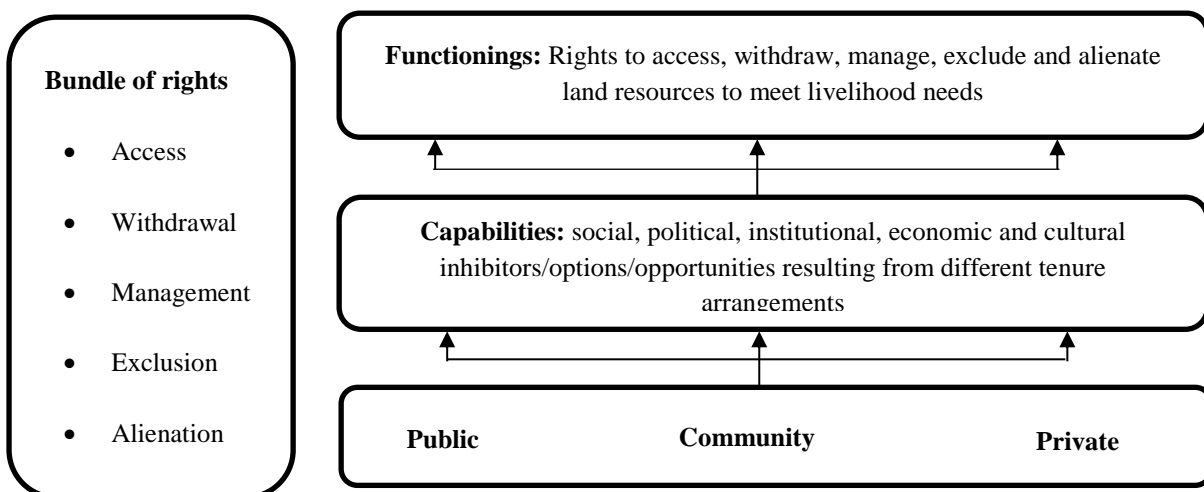 Bundle of rights
• Access
• Withdrawal
• Management
• Exclusion
• Alienation
Functionings: Rights to access, withdraw, manage, exclude and alienate
land resources to meet livelihood needs
Capabilities: social, political, institutional, economic and cultural
inhibitors/options/opportunities resulting from different tenure
arrangements
Public Community Private